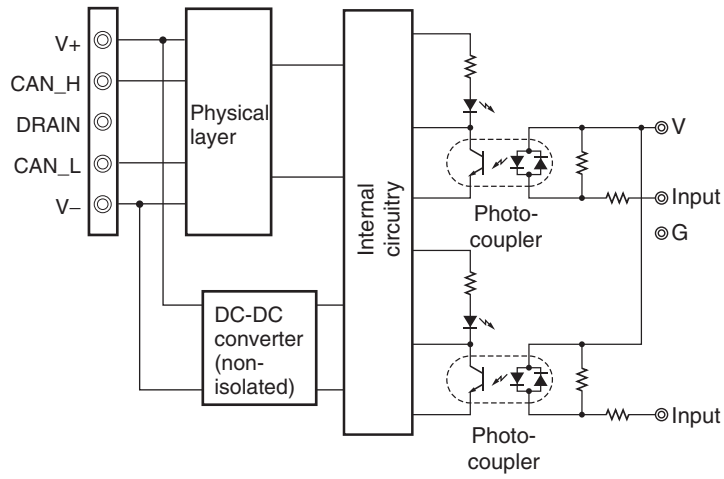 V+
CAN_H
DRAIN
CAN_L
V–
Physical
layer
DC-DC
converter
(non-
isolated)
Internal
circuitry
Photo-
coupler
V
Input
G
Photo-
coupler
Input